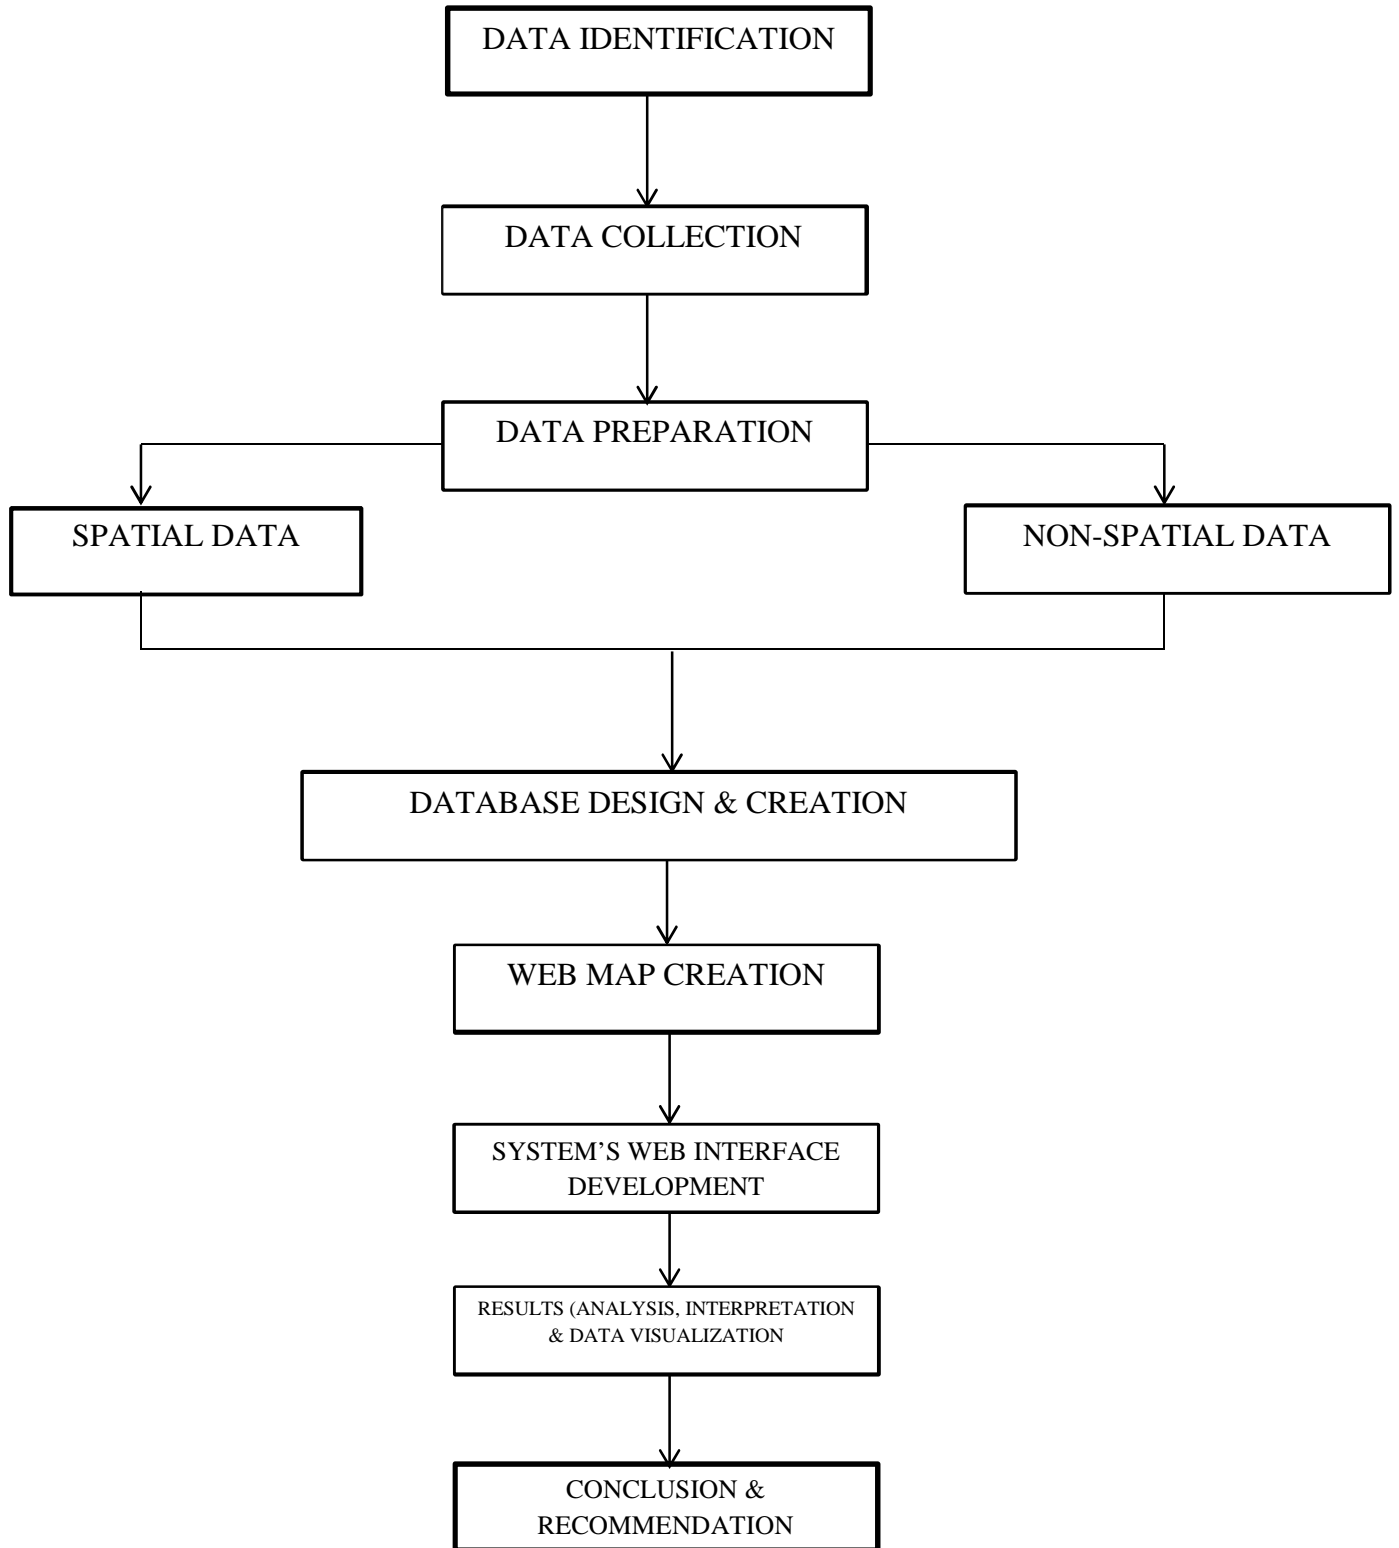 DATA IDENTIFICATION
DATA COLLECTION
DATA PREPARATION
SPATIAL DATA
NON-SPATIAL DATA
DATABASE DESIGN & CREATION
WEB MAP CREATION
SYSTEM’S WEB INTERFACE
DEVELOPMENT
RESULTS (ANALYSIS, INTERPRETATION
& DATA VISUALIZATION
CONCLUSION &
RECOMMENDATION